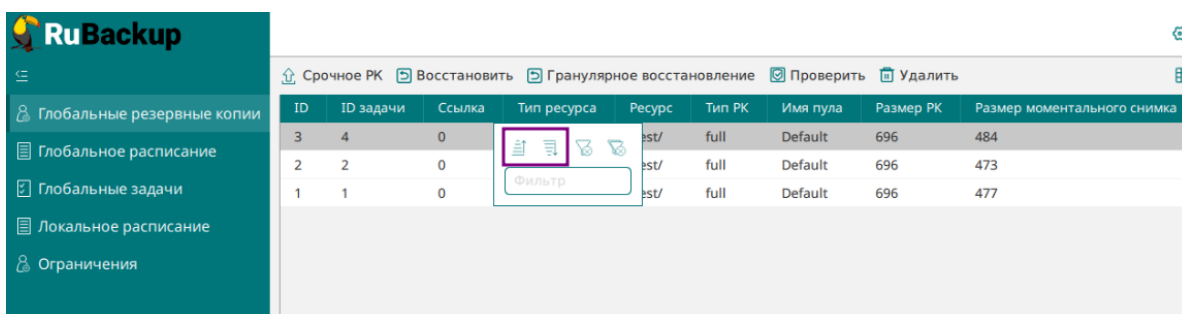 RuBackup
Срочное РК Восстановить Гранулярное восстановление Проверить Удалить
Глобальные резервные копии
Глобальное расписание
Глобальные задачи
Локальное расписание
Ограничения
ID ID задачи Ссылка Тип ресурса Ресурс Тип РК Имя пула Размер РК Размер моментального снимка
3 4 0 est/ full Default 696 484
2 2 0 est/ full Default 696 473
1 1 0 est/ full Default 696 477
Фильтр